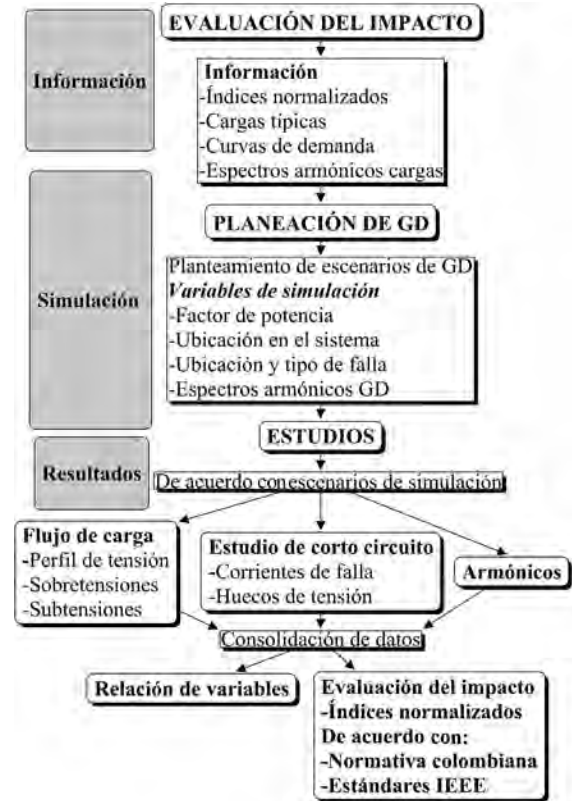 EVALUACIÓN DEL IMPACTO
Información
Información
-Índices normalizados
-Cargas típicas
-Curvas de demanda
-Espectros armónicos cargas
PLANEACIÓN DE GD
Simulación
Planteamiento de escenarios de GD
Variables de simulación
-Factor de potencia
-Ubicación en el sistema
-Ubicación y tipo de falla
-Espectros armónicos GD
ESTUDIOS
Resultados
De acuerdo con escenarios de simulación
Flujo de carga
-Perfil de tensión
-Sobretensiones
-Subtensiones
Estudio de corto circuito
-Corrientes de falla
-Huecos de tensión
Armónicos
Consolidación de datos
Relación de variables
Evaluación del impacto
-Índices normalizados
De acuerdo con:
-Normativa colombiana
-Estándares IEEE